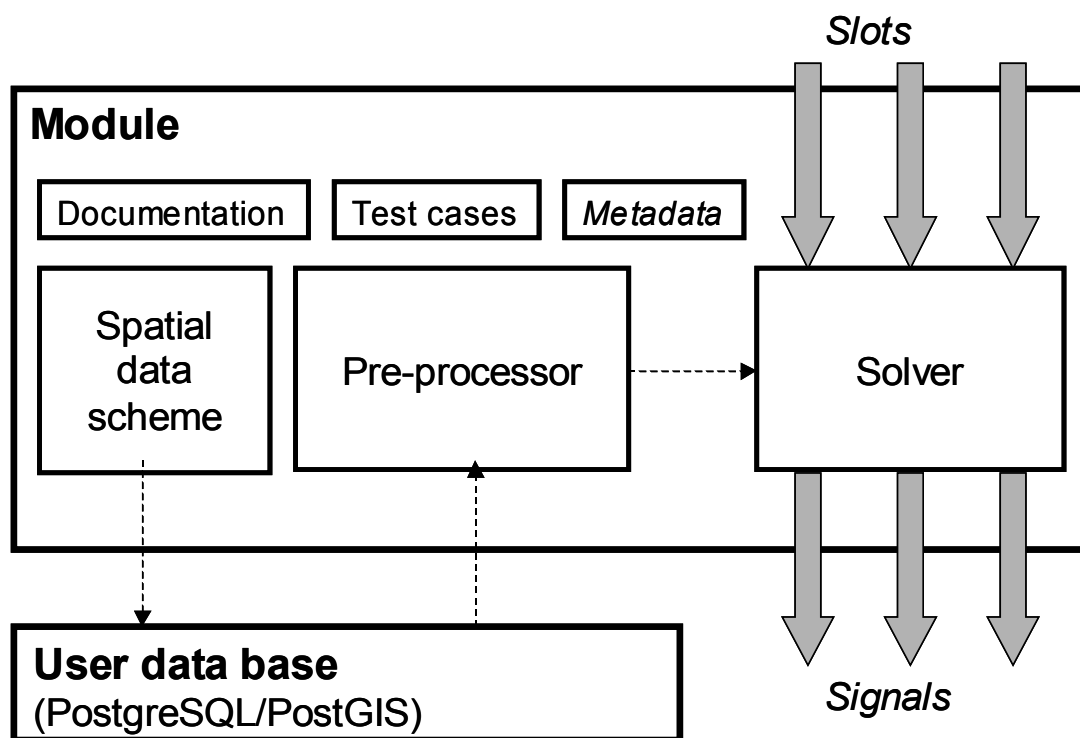 Slots
Module
Documentation
Test cases
Metadata
Spatial
data
scheme
Pre-processor
Solver
User data base
(PostgreSQL/PostGIS)
Signals